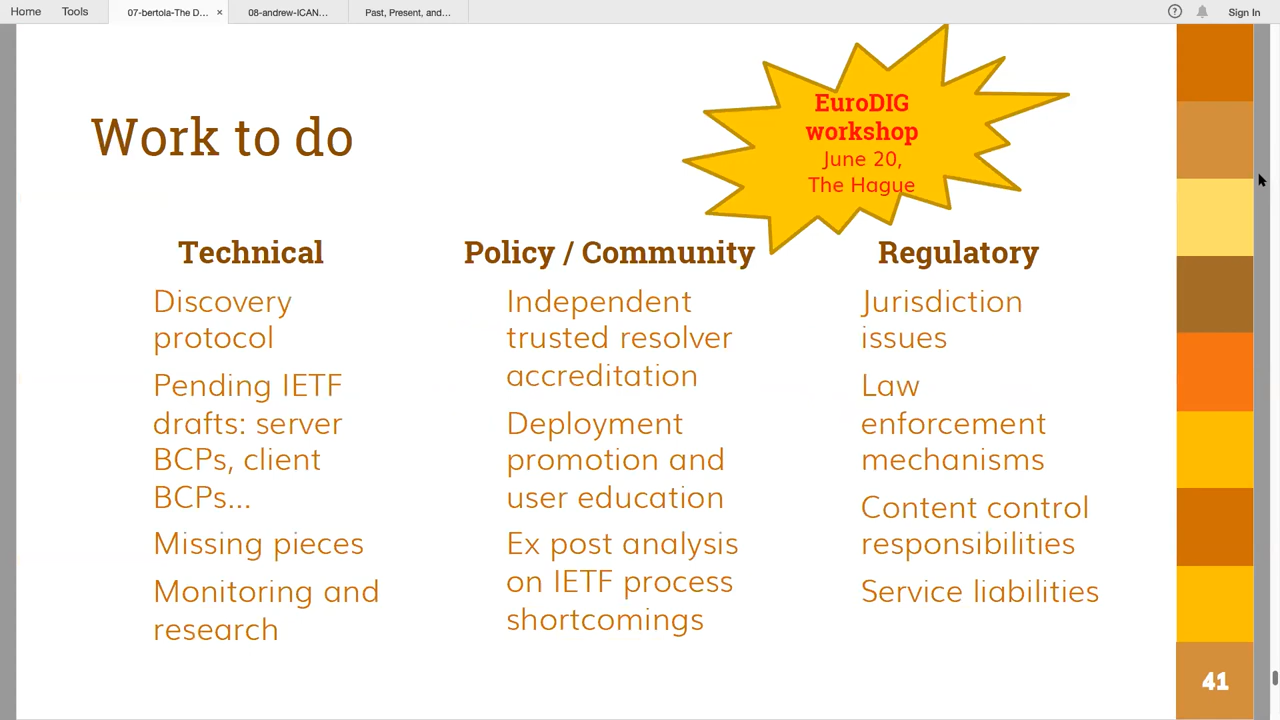 Home Tools 07-bertola-The D... × 08-andrew-ICAN... Past, Present, and... ? Sign In
EuroDIG
workshop
June 20,
The Hague
Work to do
Technical
Discovery
protocol
Pending IETF
drafts: server
BCPs, client
BCPs...
Missing pieces
Monitoring and
research
Policy / Community
Independent
trusted resolver
accreditation
Deployment
promotion and
user education
Ex post analysis
on IETF process
shortcomings
Regulatory
Jurisdiction
issues
Law
enforcement
mechanisms
Content control
responsibilities
Service liabilities
41